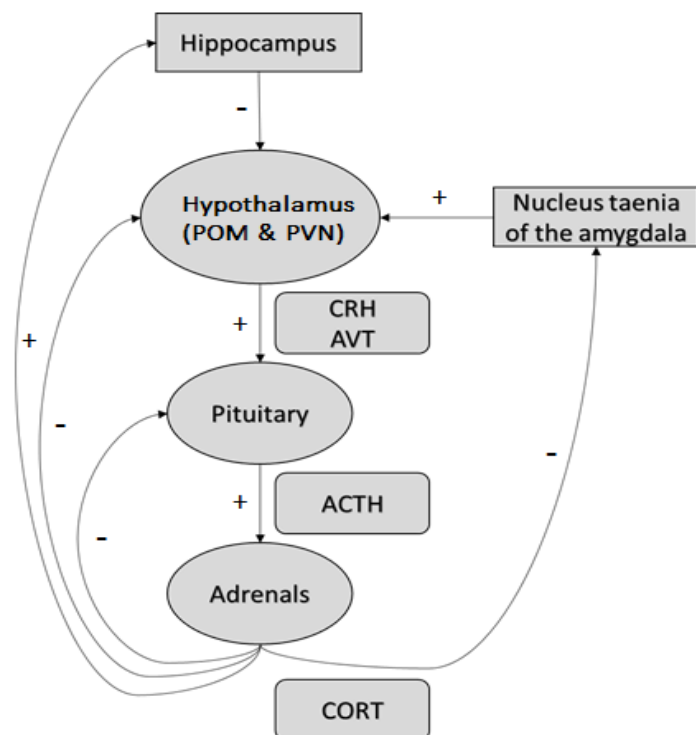 Hippocampus
-
Hypothalamus
(POM & PVN)
+
Nucleus taenia
of the amygdala
+
CRH
AVT
+
-
Pituitary
-
+
ACTH
-
Adrenals
CORT